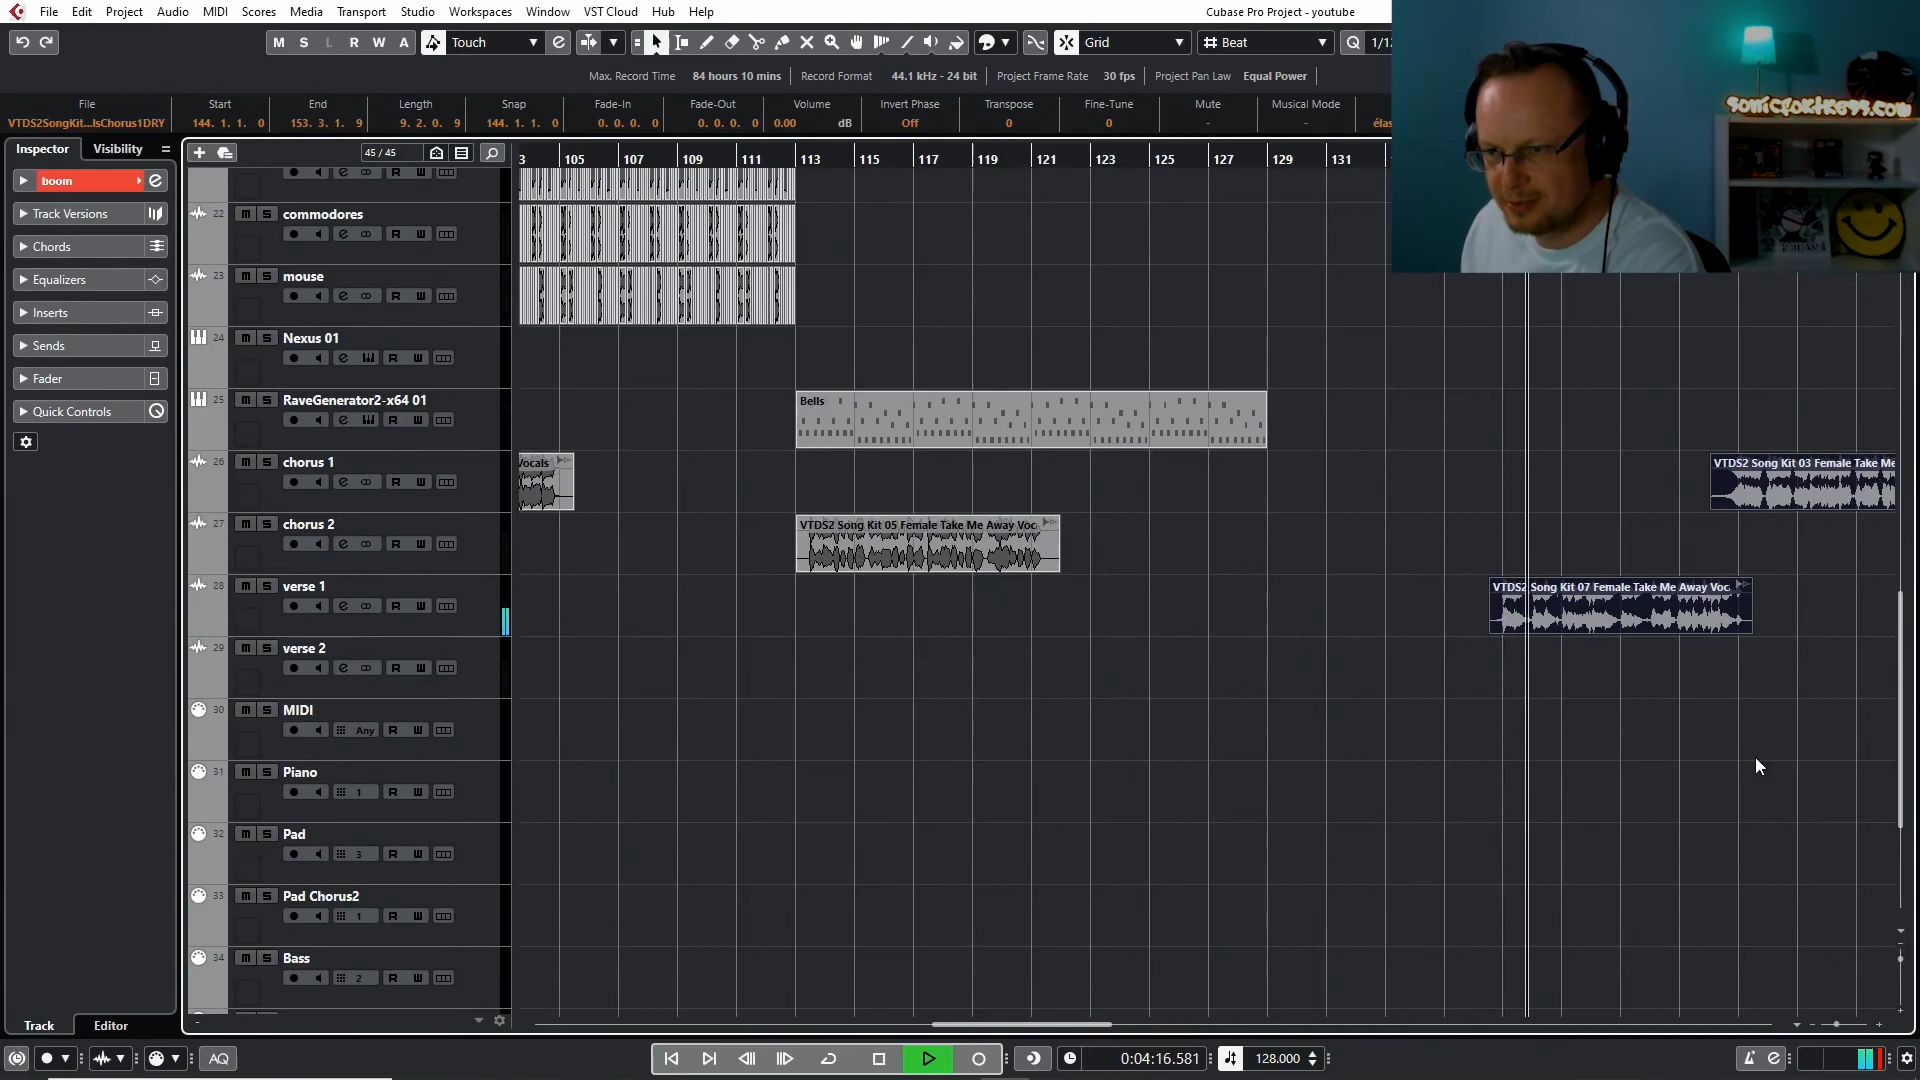 File Edit Project Audio MIDI Scores Media Transport Studio Workspaces Window VST Cloud Hub Help
Cubase Pro Project - youtube
M S L R W A Touch Grid Beat
Max. Record Time 84 hours 10 mins Record Format 44.1 kHz - 24 bit Project Frame Rate 30 fps Project Pan Law Equal Power
File Start End Length Snap Fade-In Fade-Out Volume Invert Phase Transpose Fine-Tune Mute Musical Mode
VTDS2SongKit...lsChorus1DRY 144. 1. 1. 0 153. 3. 1. 9 9. 2. 0. 9 144. 1. 1. 0 0. 0. 0. 0 0. 0. 0. 0 0.00 dB Off 0 0 - - élas
sonicfortress.com
Inspector Visibility
45 / 45
3 105 107 109 111 113 115 117 119 121 123 125 127 129 131
boom
Track Versions
Chords
Equalizers
Inserts
Sends
Fader
Quick Controls
R W
22 m S commodores
R W
23 m S mouse
R W
24 m S Nexus 01
R W
25 m S RaveGenerator2-x64 01
R W
Bells
26 m S chorus 1
R W
Vocals
VTDS2 Song Kit 03 Female Take Me
27 m S chorus 2
R W
VTDS2 Song Kit 05 Female Take Me Away Voc
28 m S verse 1
R W
VTDS2 Song Kit 07 Female Take Me Away Voc
29 m S verse 2
R W
30 m S MIDI
Any R W
31 m S Piano
1 R W
32 m S Pad
3 R W
33 m S Pad Chorus2
1 R W
34 m S Bass
2 R W
Track Editor
AQ
0:04:16.581
128.000